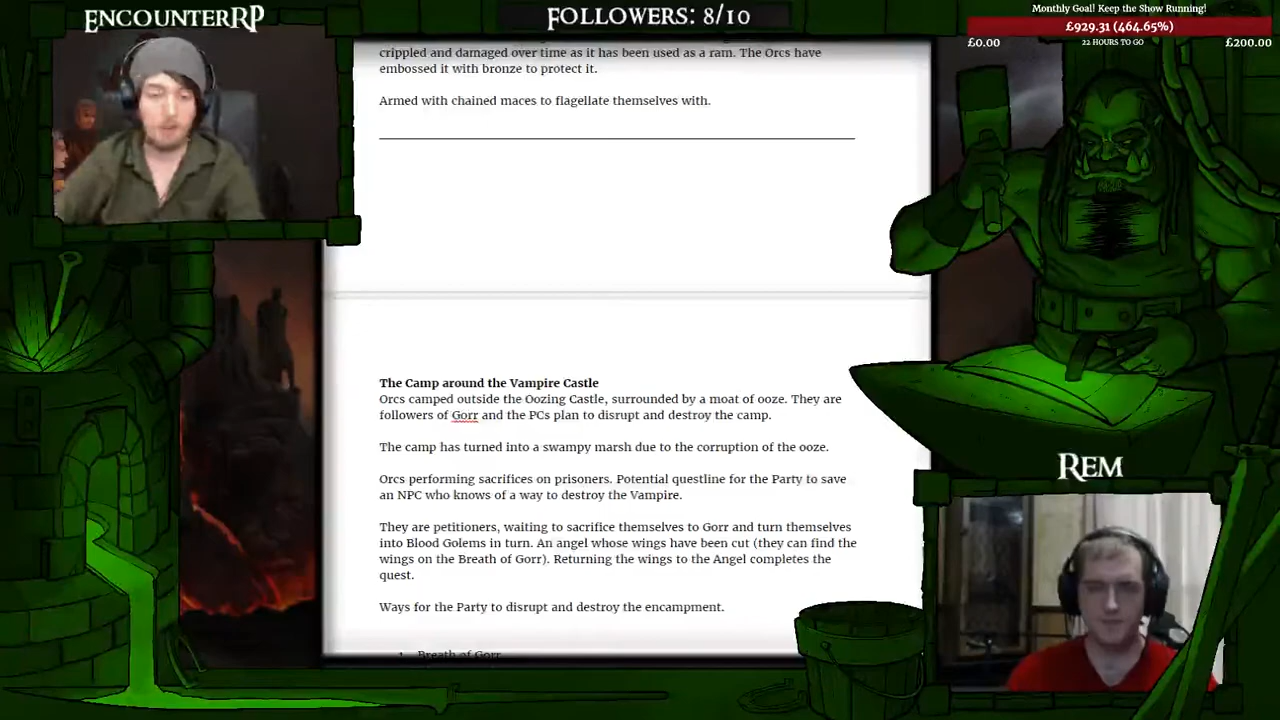 EncounterRP
Followers: 8/10
Monthly Goal! Keep the Show Running!
£929.31 (464.65%)
£0.00
22 HOURS TO GO
£200.00
crippled and damaged over time as it has been used as a ram. The Orcs have
embossed it with bronze to protect it.
Armed with chained maces to flagellate themselves with.
The Camp around the Vampire Castle
Orcs camped outside the Oozing Castle, surrounded by a moat of ooze. They are
followers of Gorr and the PCs plan to disrupt and destroy the camp.
The camp has turned into a swampy marsh due to the corruption of the ooze.
Orcs performing sacrifices on prisoners. Potential questline for the Party to save
an NPC who knows of a way to destroy the Vampire.
They are petitioners, waiting to sacrifice themselves to Gorr and turn themselves
into Blood Golems in turn. An angel whose wings have been cut (they can find the
wings on the Breath of Gorr). Returning the wings to the Angel completes the
quest.
Ways for the Party to disrupt and destroy the encampment.
1. Breath of Gorr
Rem